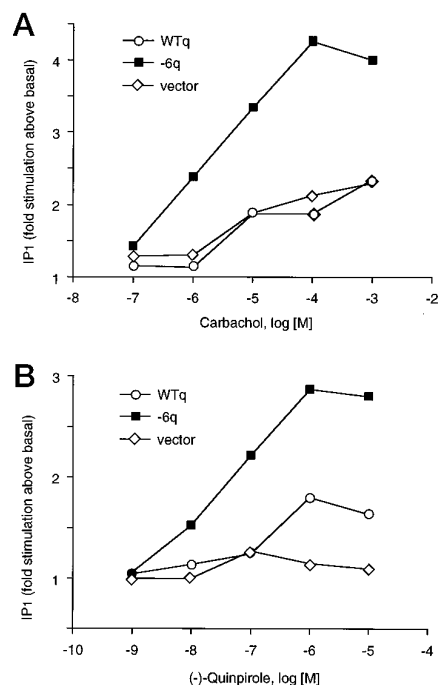 A
WTq
-6q
vector
IP1 (fold stimulation above basal)
4
3
2
1
-8 -7 -6 -5 -4 -3 -2
Carbachol, log [M]
B
WTq
-6q
vector
IP1 (fold stimulation above basal)
3
2
1
-10 -9 -8 -7 -6 -5 -4
(-)-Quinpirole, log [M]